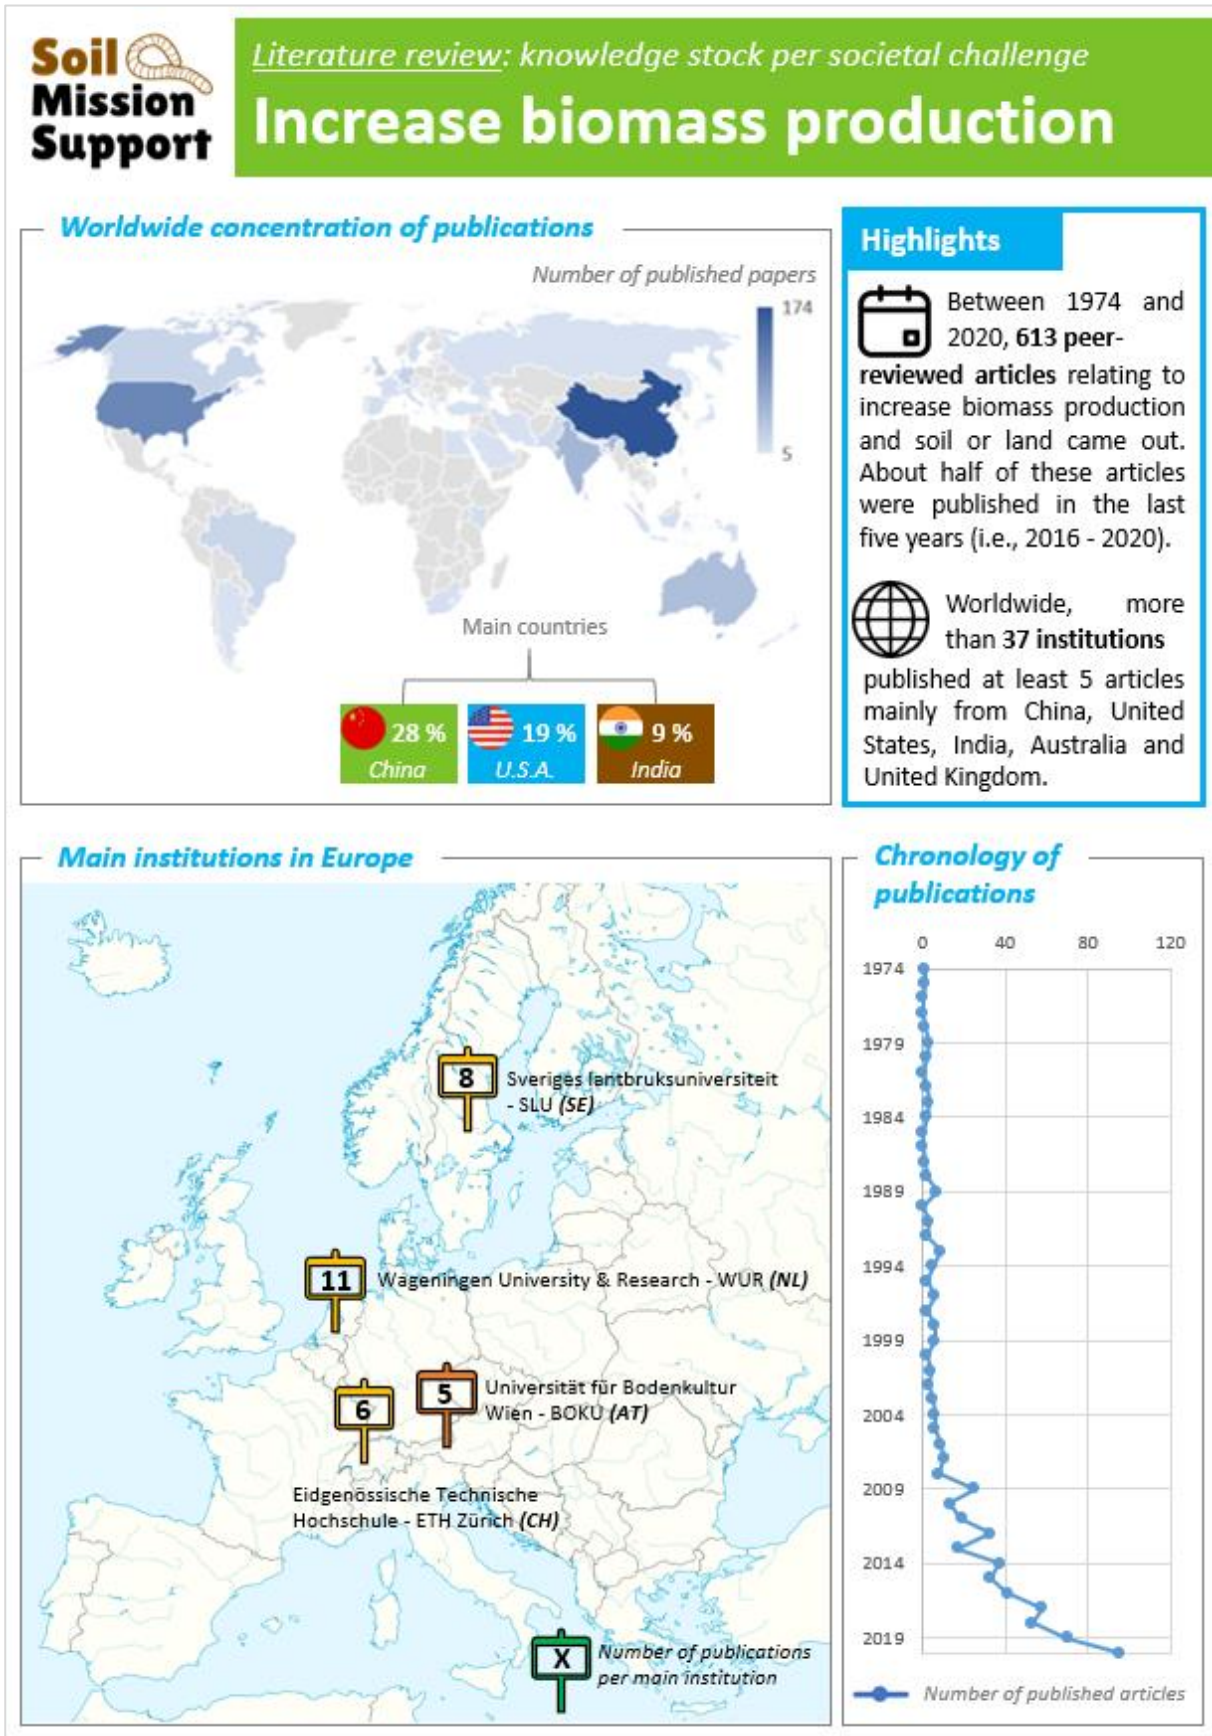 Soil
Mission
Support
Literature review: knowledge stock per societal challenge
Increase biomass production
Worldwide concentration of publications
Number of published papers
174
5
Main countries
28 %
China
19 %
U.S.A.
9 %
India
Highlights
Between 1974 and
2020, 613 peer-
reviewed articles relating to
increase biomass production
and soil or land came out.
About half of these articles
were published in the last
five years (i.e., 2016 - 2020).
Worldwide, more
than 37 institutions
published at least 5 articles
mainly from China, United
States, India, Australia and
United Kingdom.
Main institutions in Europe
8
Sveriges lantbruksuniversiteit
- SLU (SE)
11
Wageningen University & Research - WUR (NL)
5
Universität für Bodenkultur
Wien - BOKU (AT)
6
Eidgenössische Technische
Hochschule - ETH Zürich (CH)
X
Number of publications
per main institution
Chronology of
publications
0 40 80 120
1974
1979
1984
1989
1994
1999
2004
2009
2014
2019
Number of published articles